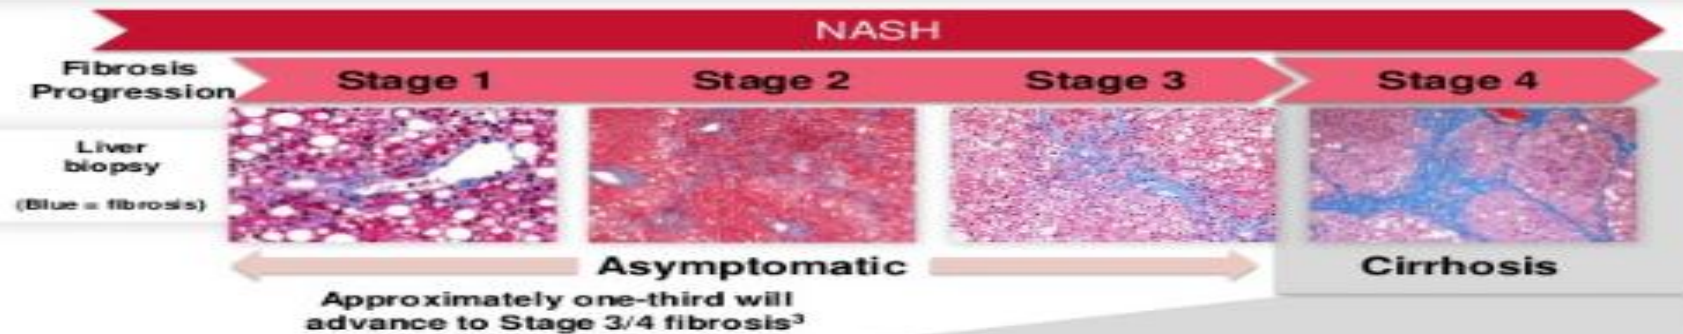 NASH
Fibrosis
Progression
Stage 1
Stage 2
Stage 3
Stage 4
Liver
biopsy
(Blue = fibrosis)
Asymptomatic
Cirrhosis
Approximately one-third will
advance to Stage 3/4 fibrosis³